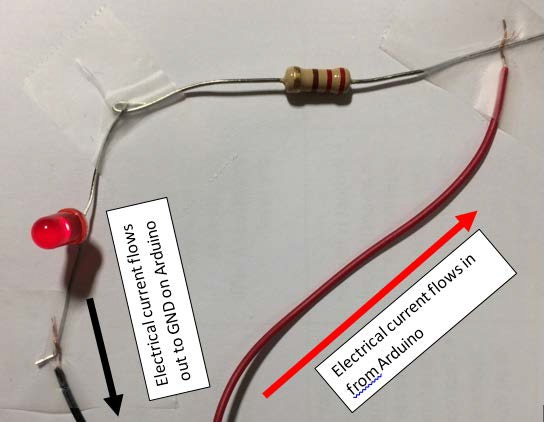 Electrical current flows
out to GND on Arduino
Electrical current flows in
from Arduino